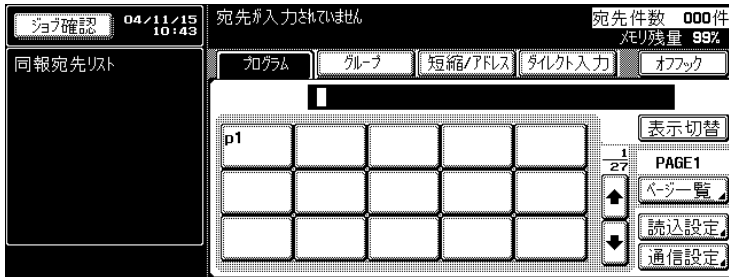 ジョブ確認
04/11/15
10:43
宛先が入力されていません
宛先件数 000件
メモリ残量 99%
同報宛先リスト
プログラム
グループ
短縮/アドレス
ダイレクト入力
オフフック
表示切替
p1
1
27
PAGE1
ページ一覧
読込設定
通信設定